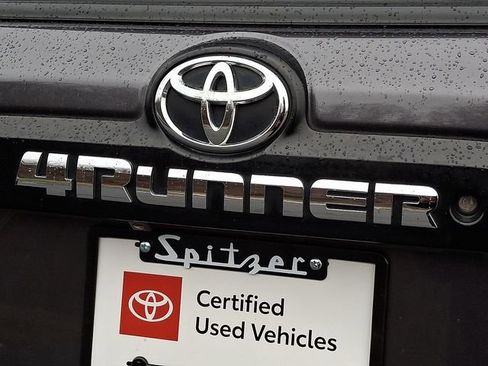 4RUNNER
Spitzer
Certified
Used Vehicles